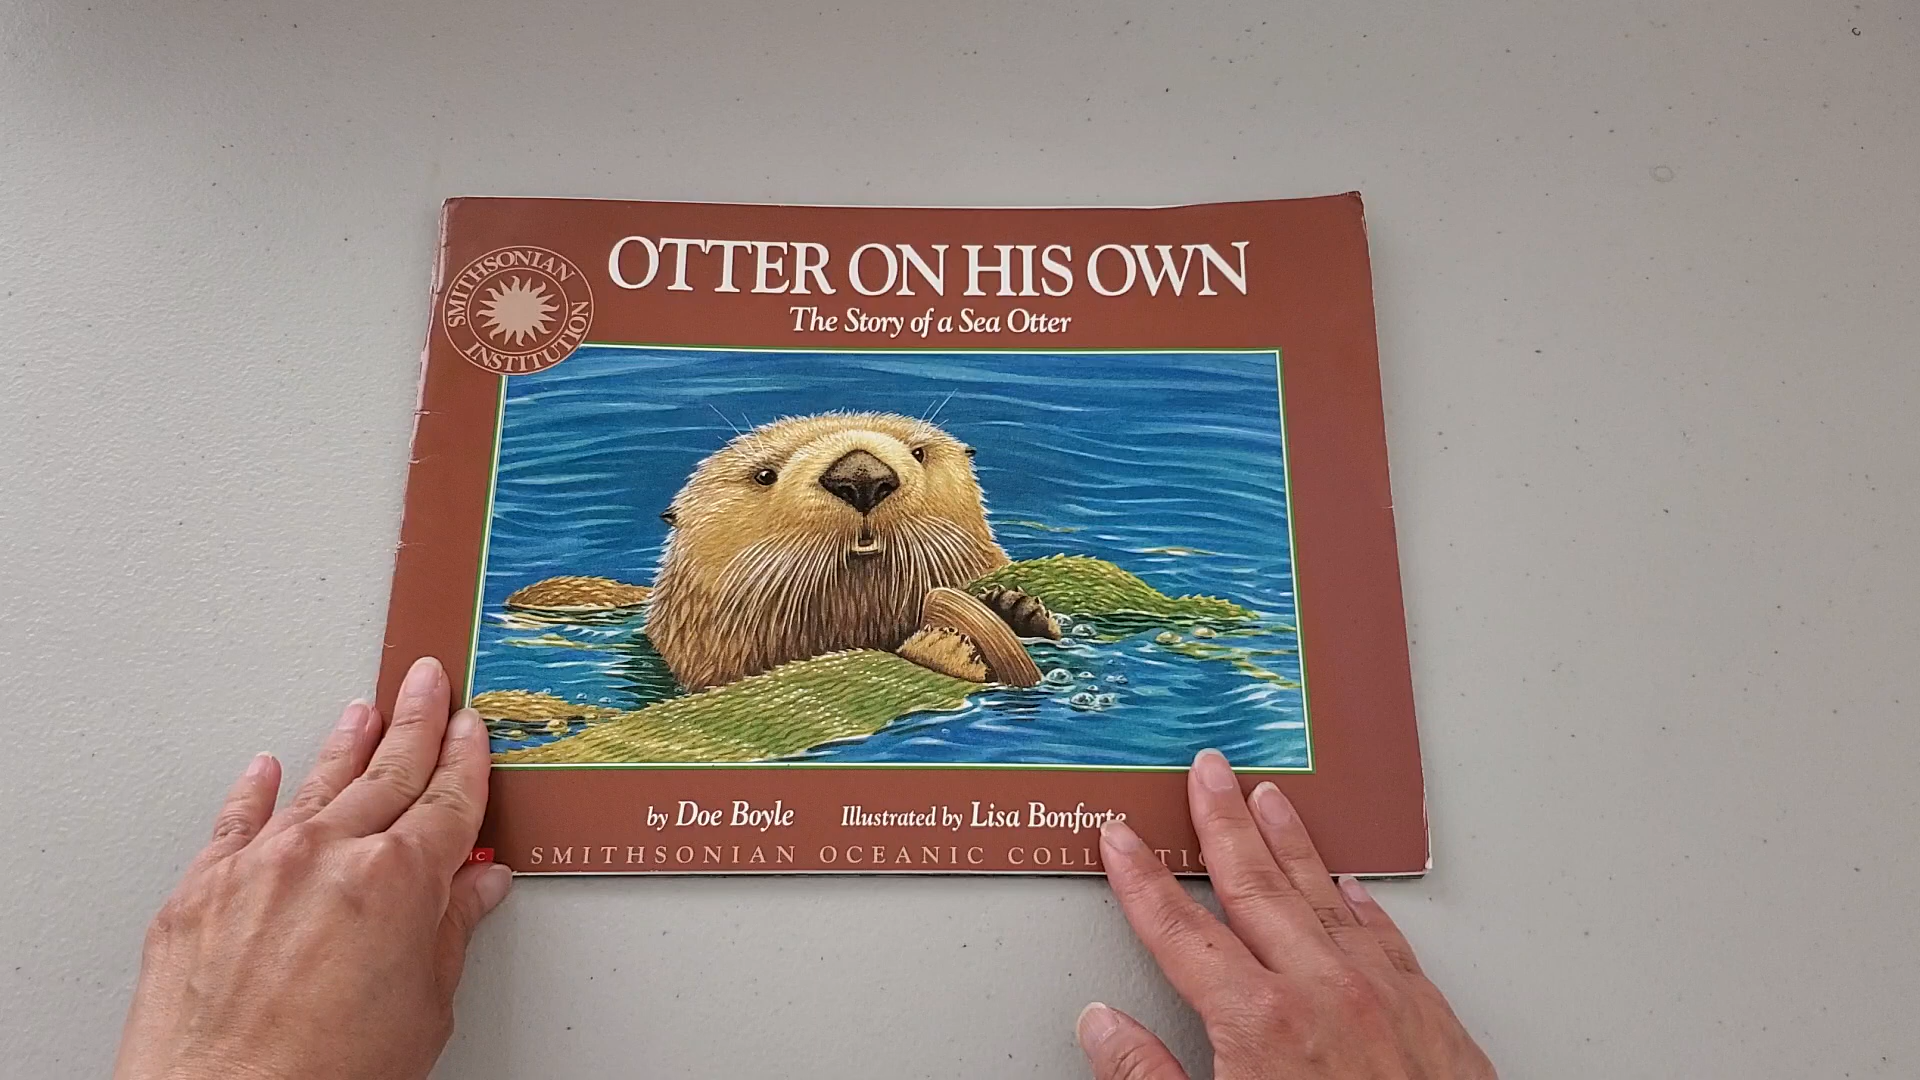 OTTER ON HIS OWN
The Story of a Sea Otter
SMITHSONIAN
INSTITUTION
by Doe Boyle Illustrated by Lisa Bonforte
SMITHSONIAN OCEANIC